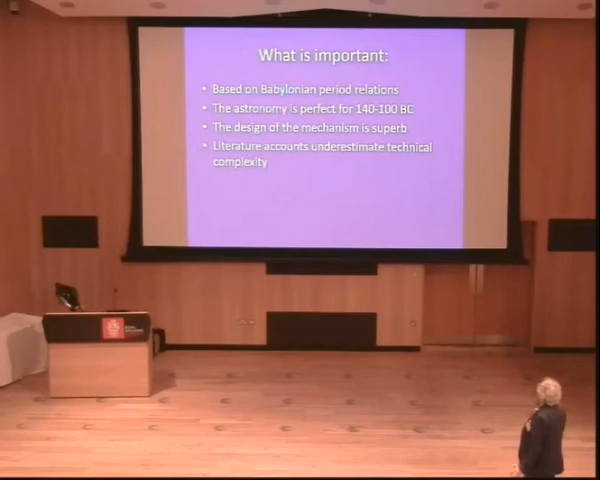 What is important:
• Based on Babylonian period relations
• The astronomy is perfect for 140-100 BC
• The design of the mechanism is superb
• Literature accounts underestimate technical
complexity